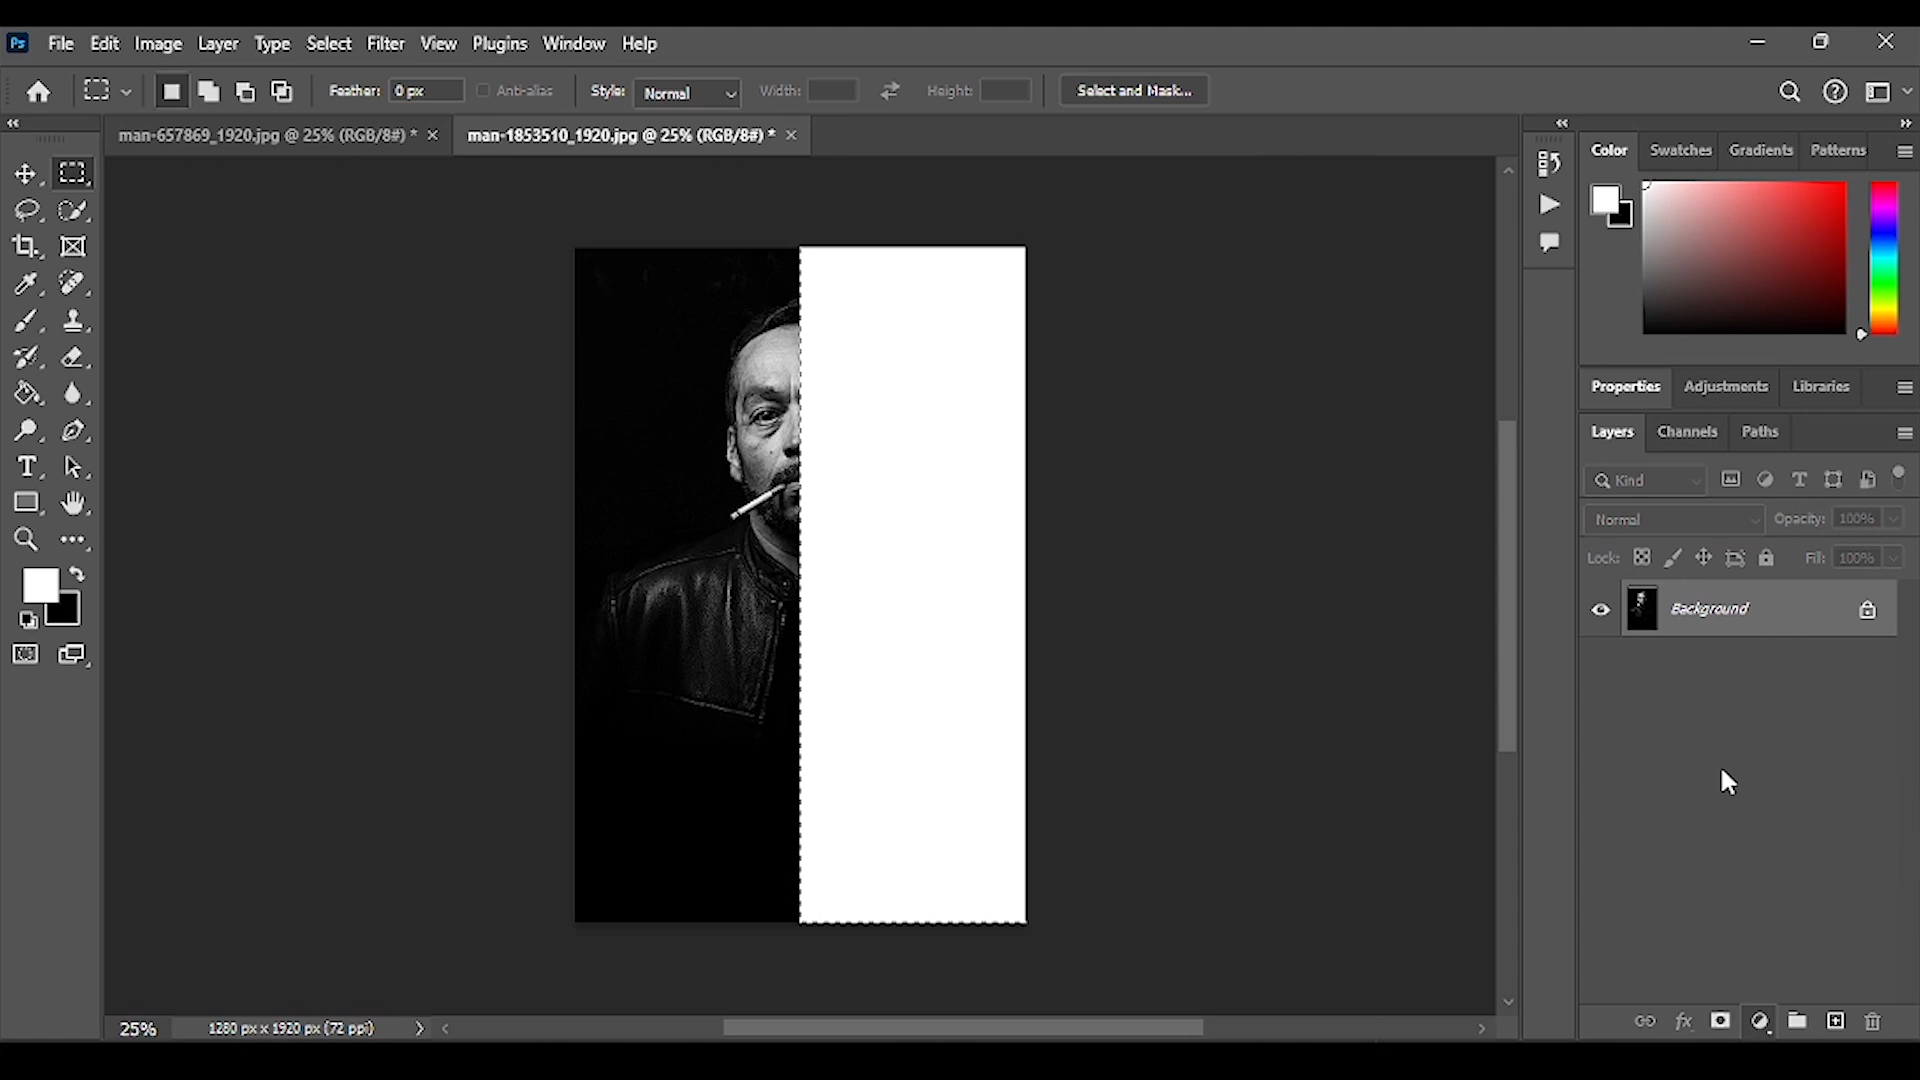 Ps File Edit Image Layer Type Select Filter View Plugins Window Help
Feather: 0 px Anti-alias Style: Normal Width: Height: Select and Mask...
man-657869_1920.jpg @ 25% (RGB/8#) * man-1853510_1920.jpg @ 25% (RGB/8#) *
Color Swatches Gradients Patterns
Properties Adjustments Libraries
Layers Channels Paths
Kind
Normal Opacity: 100%
Lock: Fill: 100%
Background
25% 1280 px x 1920 px (72 ppi)